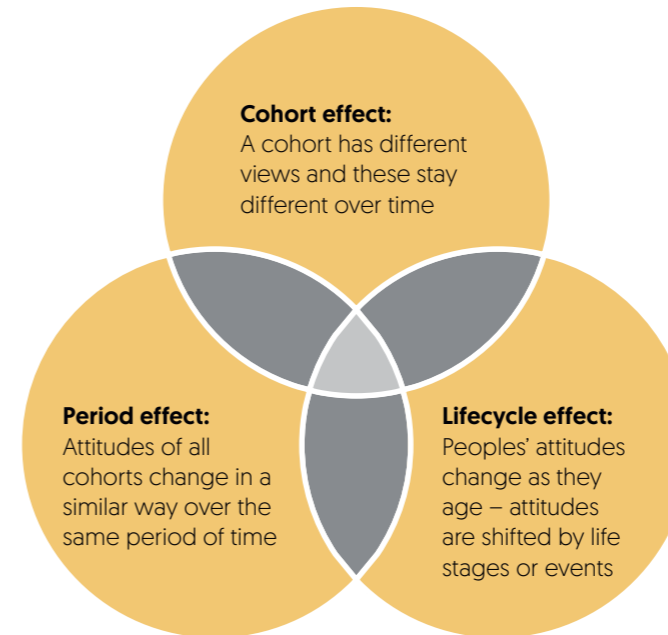 Cohort effect:
A cohort has different
views and these stay
different over time
Period effect:
Attitudes of all
cohorts change in a
similar way over the
same period of time
Lifecycle effect:
Peoples’ attitudes
change as they
age – attitudes
are shifted by life
stages or events